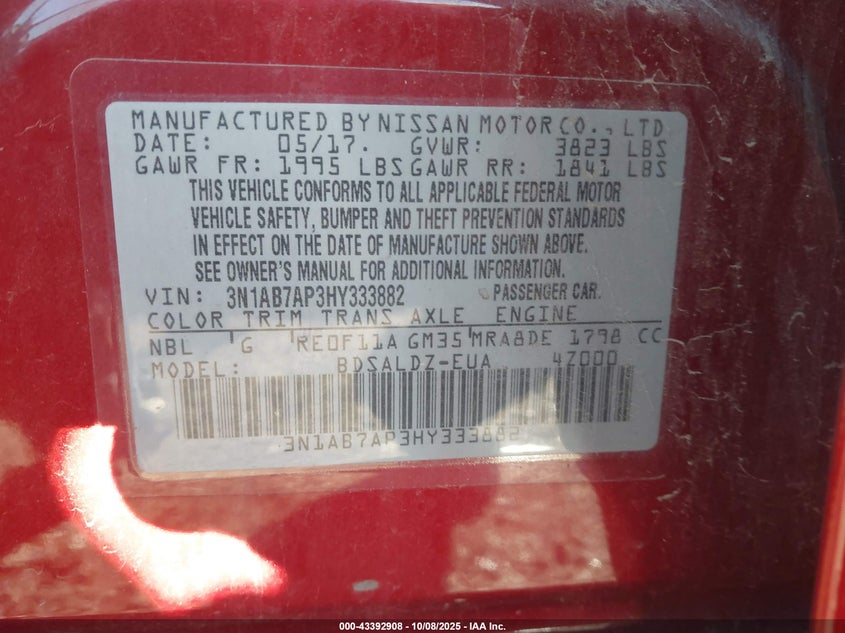 MANUFACTURED BY NISSAN MOTOR CO., LTD
DATE: 05/17. GVWR: 3823 LBS
GAWR FR: 1995 LBS GAWR RR: 1841 LBS
THIS VEHICLE CONFORMS TO ALL APPLICABLE FEDERAL MOTOR
VEHICLE SAFETY, BUMPER AND THEFT PREVENTION STANDARDS
IN EFFECT ON THE DATE OF MANUFACTURE SHOWN ABOVE.
SEE OWNER'S MANUAL FOR ADDITIONAL INFORMATION.
VIN: 3N1AB7AP3HY333882 PASSENGER CAR.
COLOR TRIM TRANS AXLE ENGINE
NBL G RE0F11A GM35 MRA8DE 1798 CC
MODEL: BDSALDZ-EUA 4Z000
3N1AB7AP3HY333882
000-43392908 - 10/08/2025 - IAA Inc.